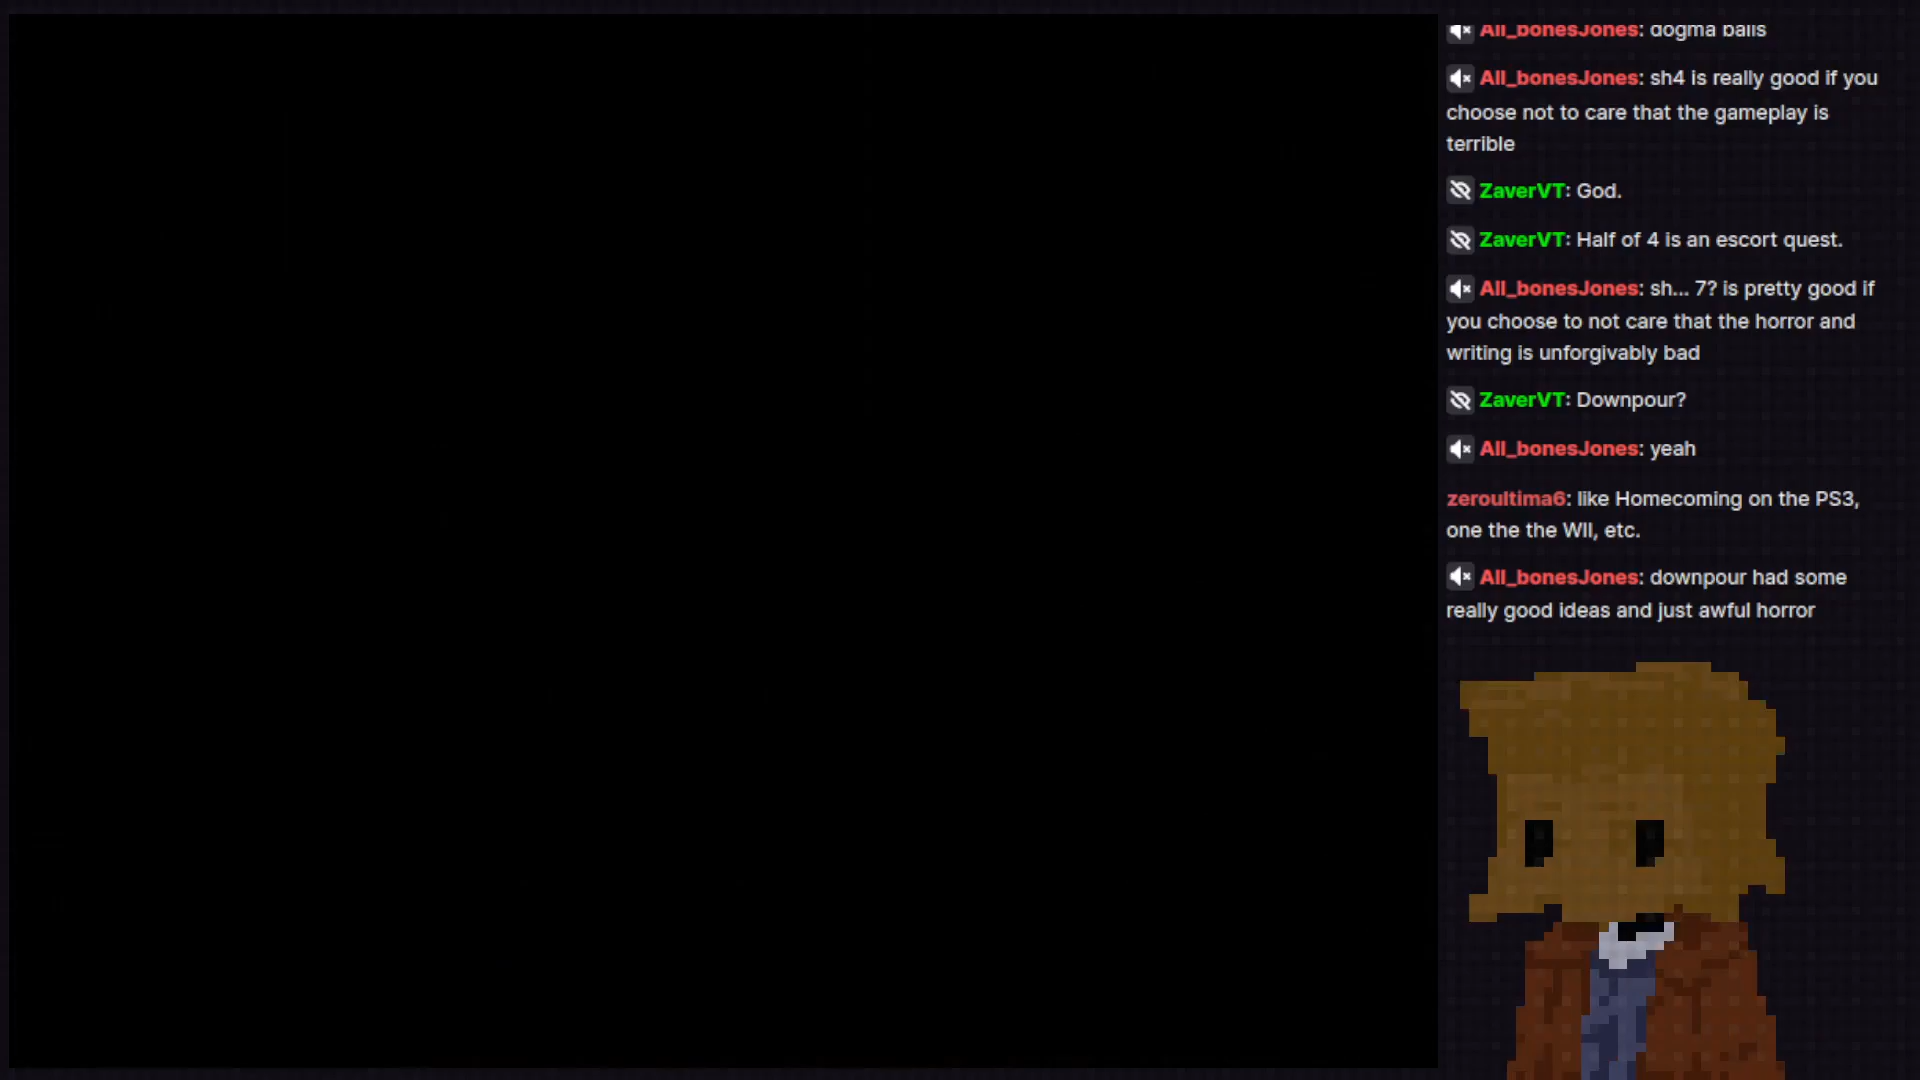 All_bonesJones: dogma balls
All_bonesJones: sh4 is really good if you
choose not to care that the gameplay is
terrible
ZaverVT: God.
ZaverVT: Half of 4 is an escort quest.
All_bonesJones: sh... 7? is pretty good if
you choose to not care that the horror and
writing is unforgivably bad
ZaverVT: Downpour?
All_bonesJones: yeah
zeroultima6: like Homecoming on the PS3,
one the the WII, etc.
All_bonesJones: downpour had some
really good ideas and just awful horror